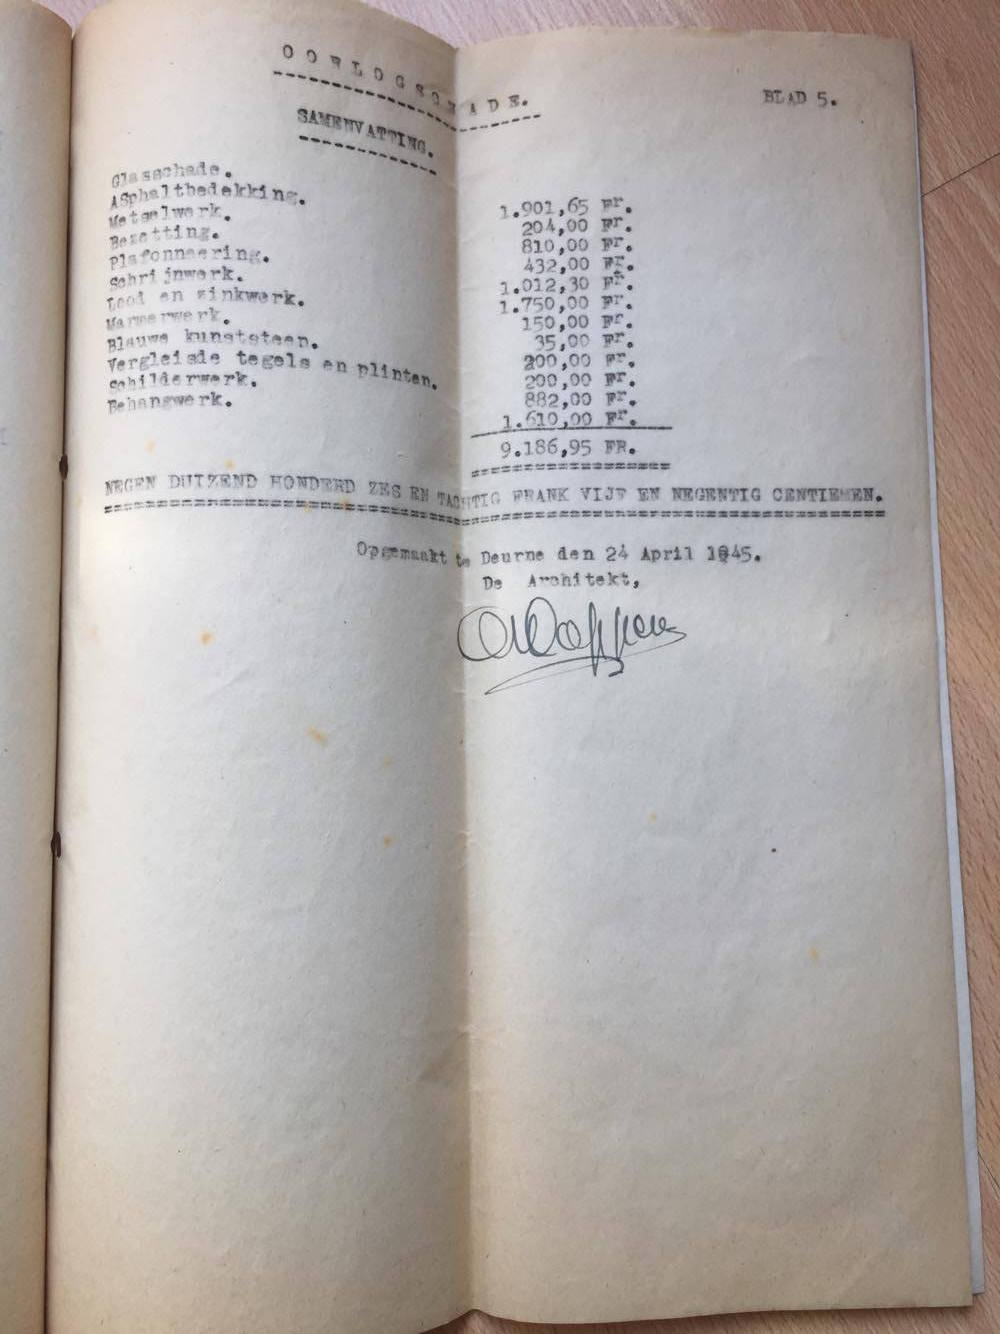 OORLOGSCHADE.
BLAD 5.
SAMENVATTING.
Glasschade. 1.901,65 Fr.
ASphaltbedekking. 204,00 Fr.
Metselwerk. 810,00 Fr.
Bezetting. 432,00 Fr.
Plafonneering. 1.012,30 Fr.
Schrijnwerk. 1.750,00 Fr.
Lood en zinkwerk. 150,00 Fr.
Marmerwerk. 35,00 Fr.
Blauwe kunststeen. 200,00 Fr.
Vergleisde tegels en plinten. 200,00 Fr.
Schilderwerk. 882,00 Fr.
Behangwerk. 1.610,00 Fr.
9.186,95 FR.
NEGEN DUIZEND HONDERD ZES EN TACHTIG FRANK VIJF EN NEGENTIG CENTIEMEN.
Opgemaakt te Deurne den 24 April 1945.
De Architekt,